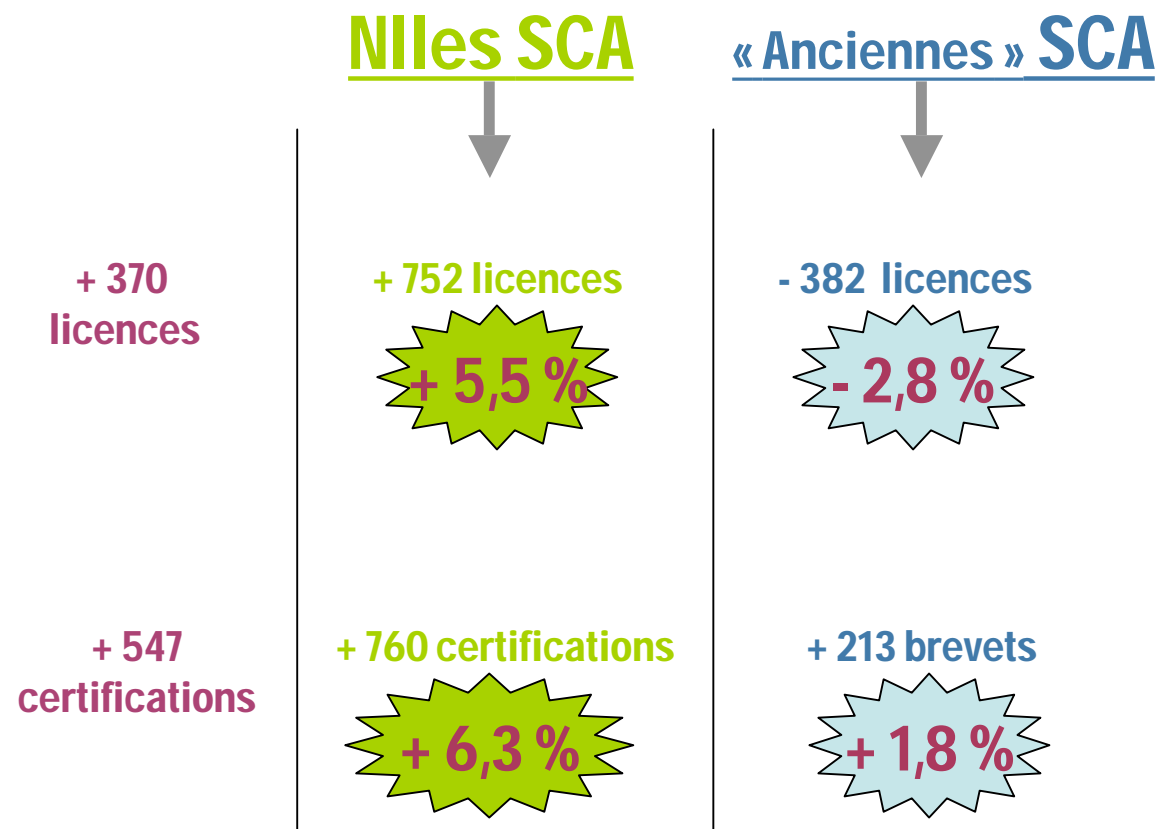 Nlles SCA
« Anciennes » SCA
+ 370
licences
+ 752 licences
- 382 licences
+ 5,5 %
- 2,8 %
+ 547
certifications
+ 760 certifications
+ 213 brevets
+ 6,3 %
+ 1,8 %